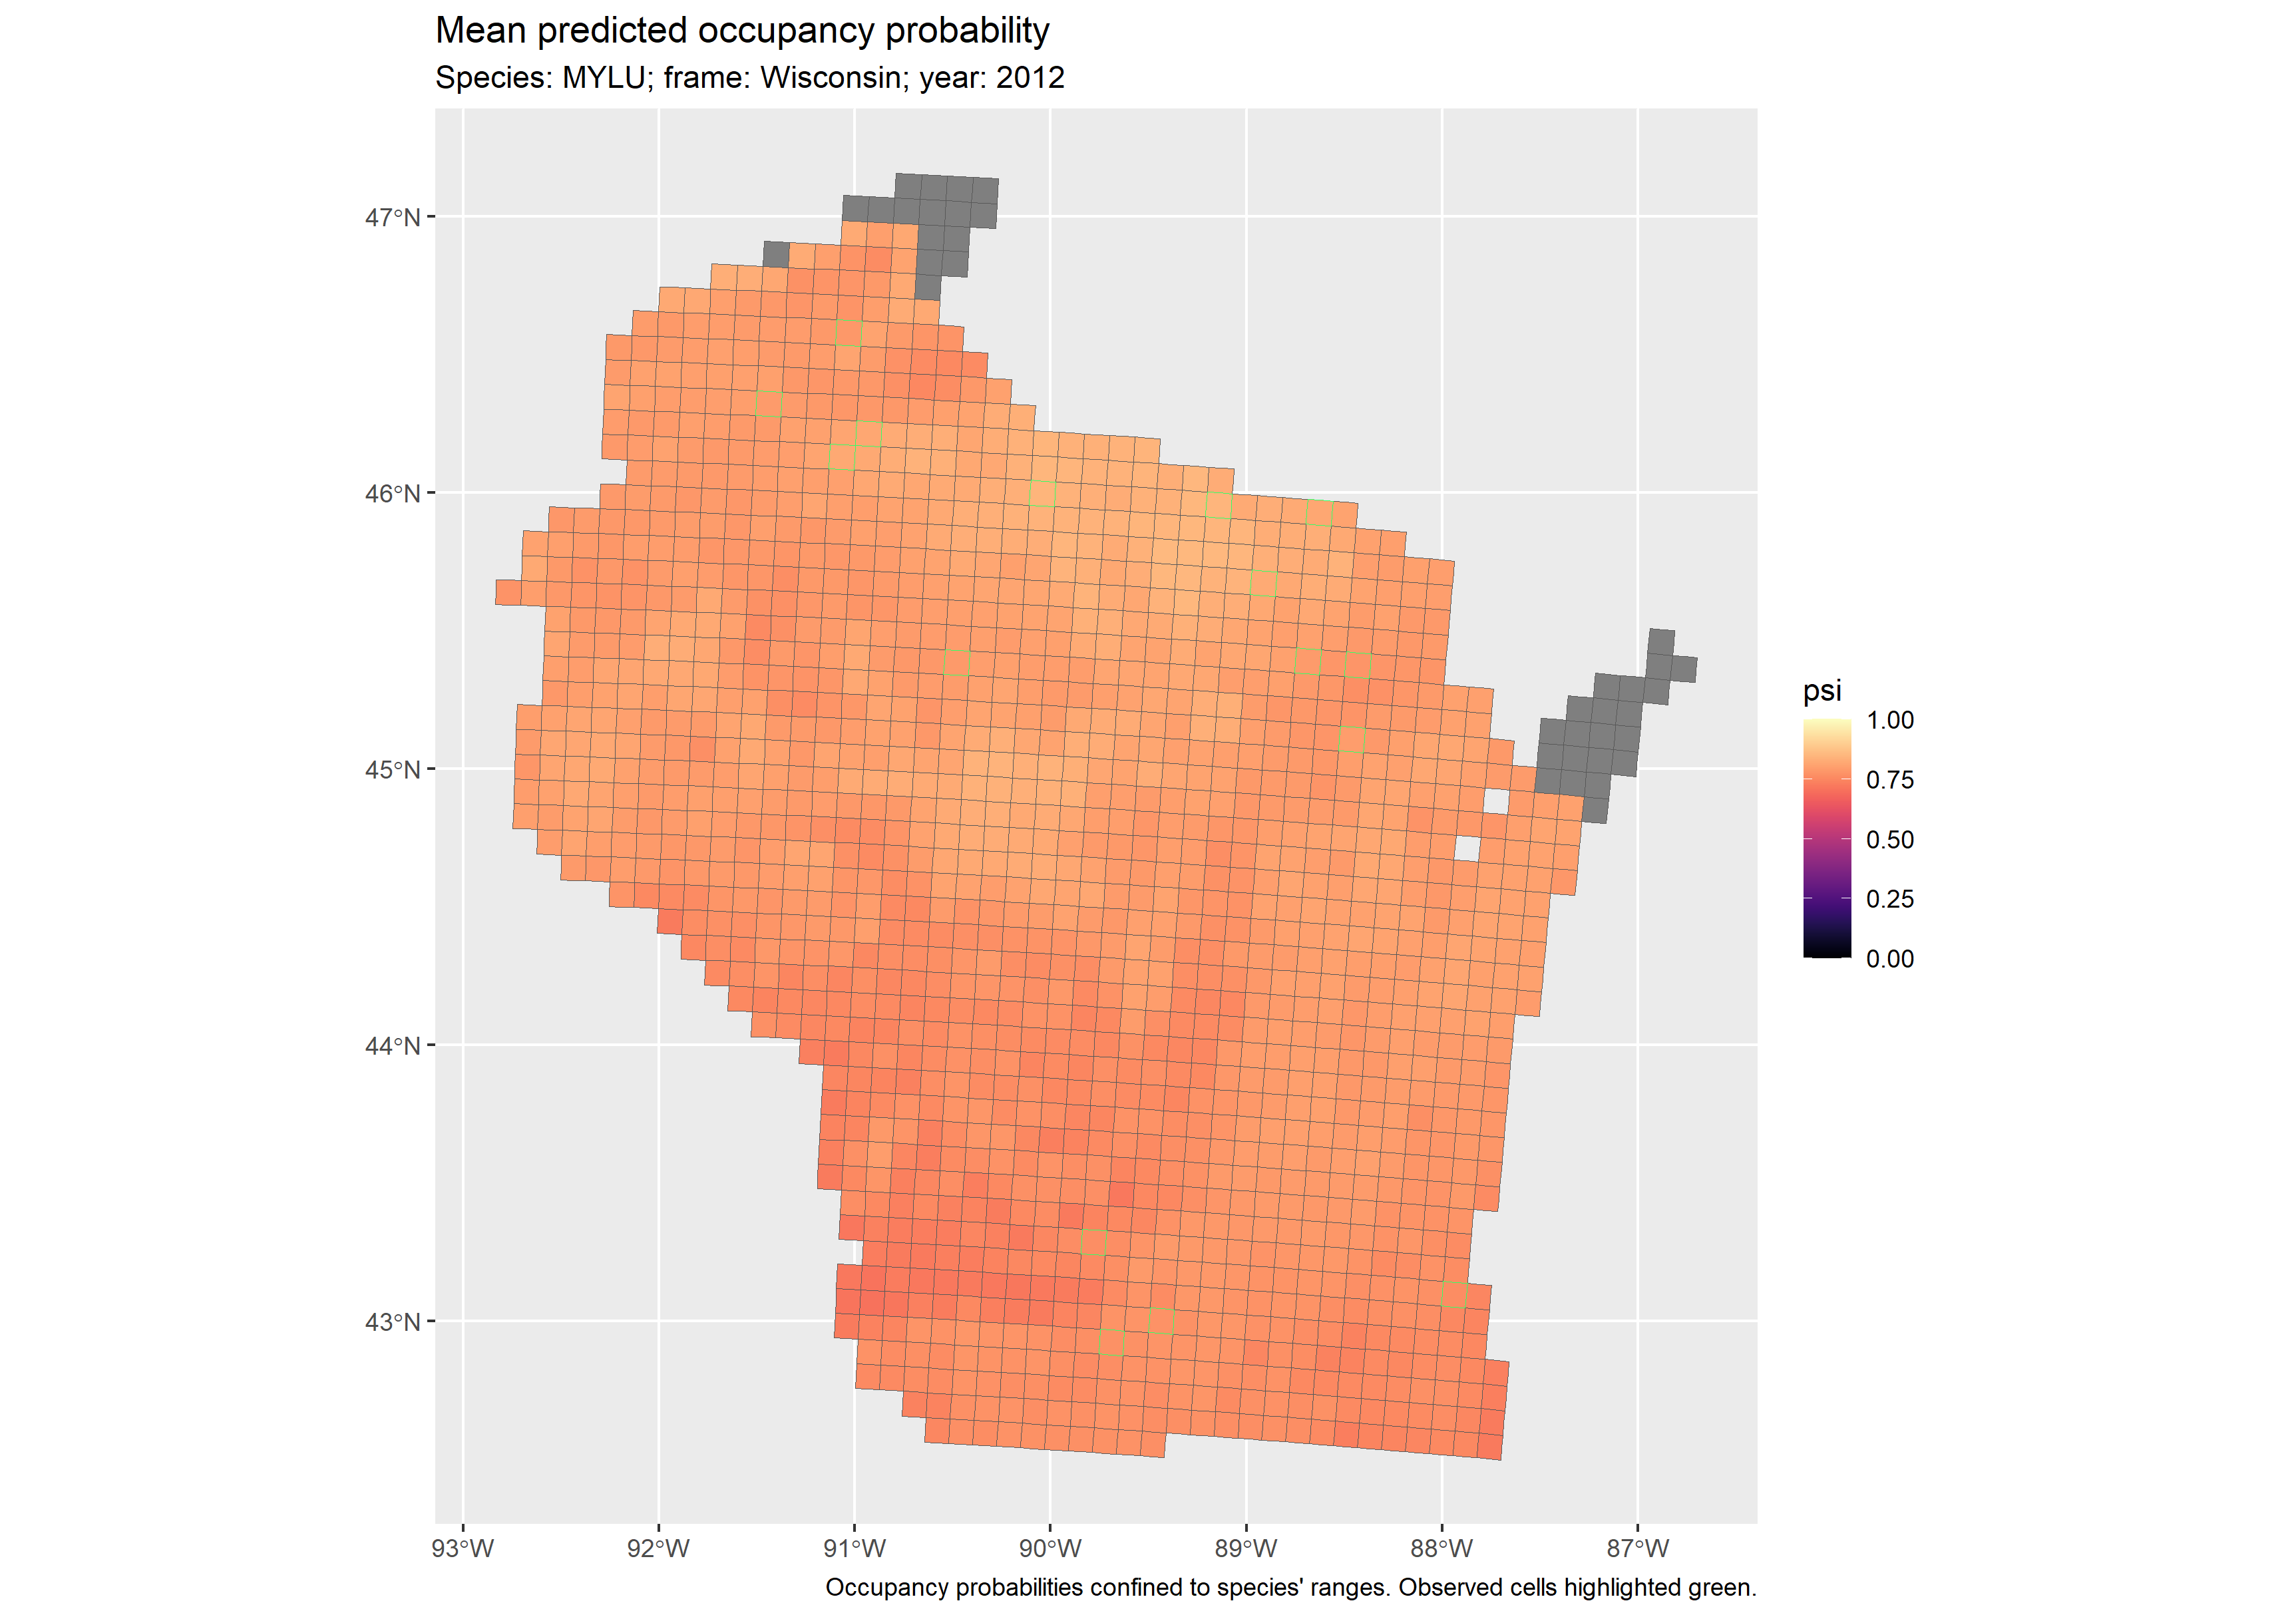 Mean predicted occupancy probability
Species: MYLU; frame: Wisconsin; year: 2012
47°N
46°N
45°N
44°N
43°N
93°W
92°W
91°W
90°W
89°W
88°W
87°W
psi
1.00
0.75
0.50
0.25
0.00
Occupancy probabilities confined to species' ranges. Observed cells highlighted green.